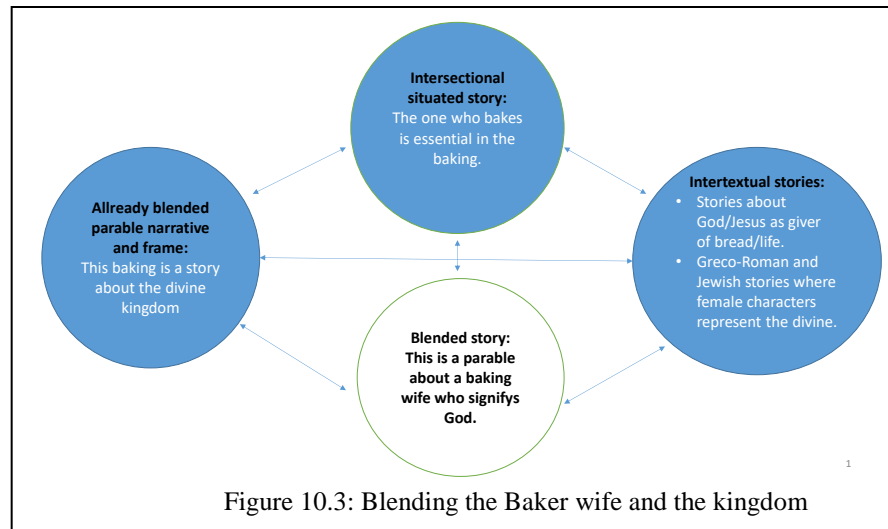 Intersectional
situated story:
The one who bakes
is essential in the
baking.
Allready blended
parable narrative
and frame:
This baking is a story
about the divine
kingdom
Intertextual stories:
• Stories about
God/Jesus as giver
of bread/life.
• Greco-Roman and
Jewish stories where
female characters
represent the divine.
Blended story:
This is a parable
about a baking
wife who signifys
God.
1
Figure 10.3: Blending the Baker wife and the kingdom